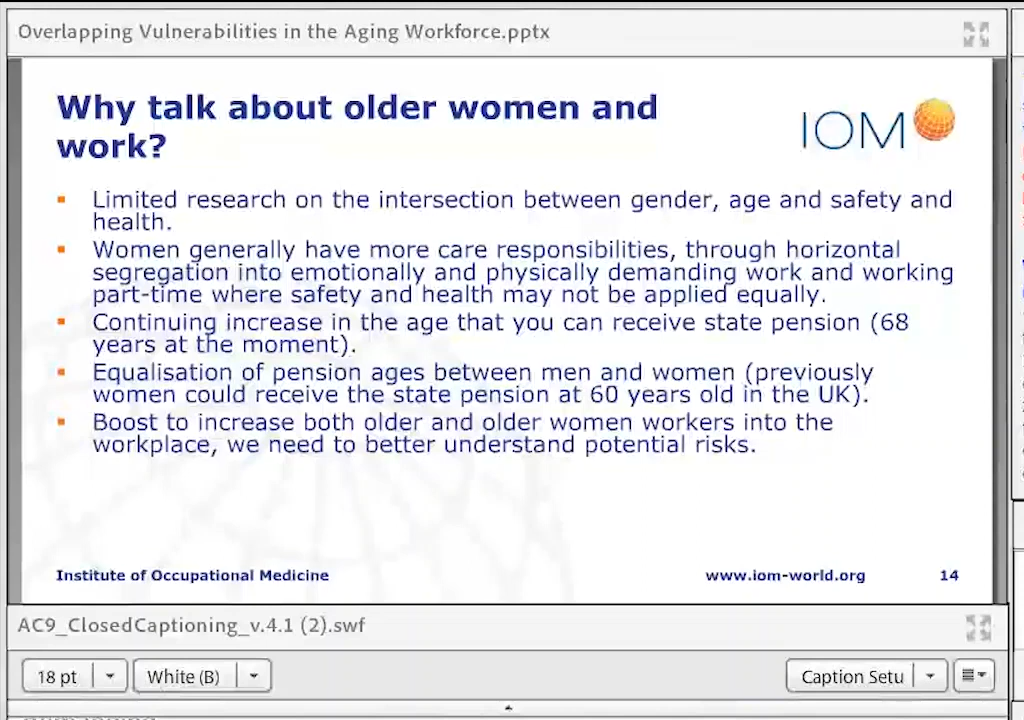 Overlapping Vulnerabilities in the Aging Workforce.pptx
Why talk about older women and
work?
IOM
Limited research on the intersection between gender, age and safety and
health.
Women generally have more care responsibilities, through horizontal
segregation into emotionally and physically demanding work and working
part-time where safety and health may not be applied equally.
Continuing increase in the age that you can receive state pension (68
years at the moment).
Equalisation of pension ages between men and women (previously
women could receive the state pension at 60 years old in the UK).
Boost to increase both older and older women workers into the
workplace, we need to better understand potential risks.
Institute of Occupational Medicine
www.iom-world.org
14
AC9_ClosedCaptioning_v.4.1 (2).swf
18 pt
White (B)
Caption Setu